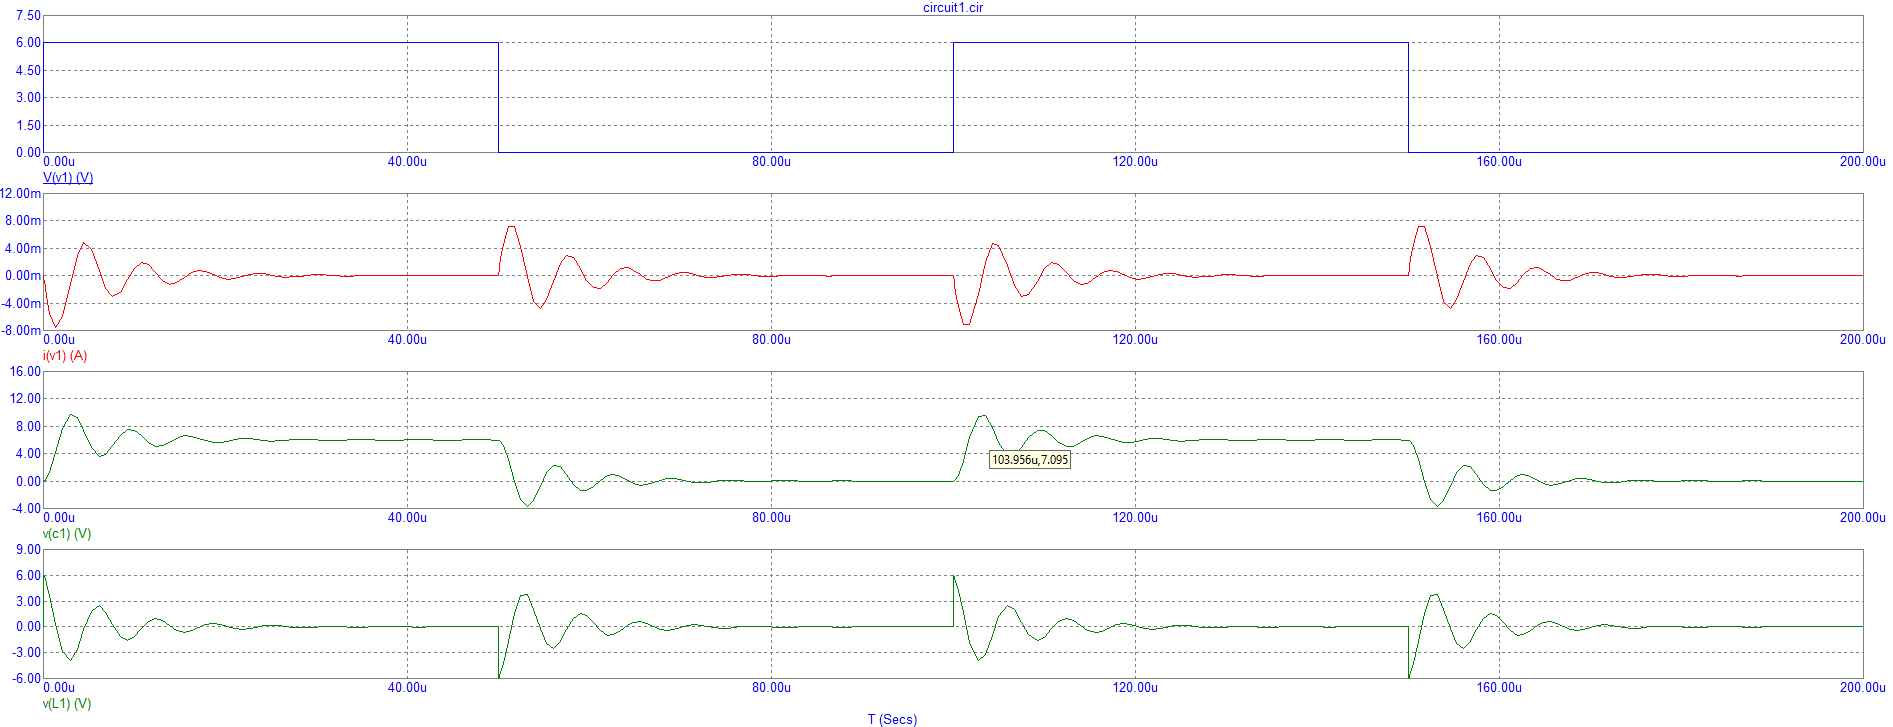 circuit1.cir
7.50
6.00
4.50
3.00
1.50
0.00
0.00u 40.00u 80.00u 120.00u 160.00u 200.00u
V(v1) (V)
12.00m
8.00m
4.00m
0.00m
-4.00m
-8.00m
0.00u 40.00u 80.00u 120.00u 160.00u 200.00u
i(v1) (A)
16.00
12.00
8.00
4.00
103.956u,7.095
0.00
-4.00
0.00u 40.00u 80.00u 120.00u 160.00u 200.00u
v(c1) (V)
9.00
6.00
3.00
0.00
-3.00
-6.00
0.00u 40.00u 80.00u 120.00u 160.00u 200.00u
v(L1) (V)
T (Secs)